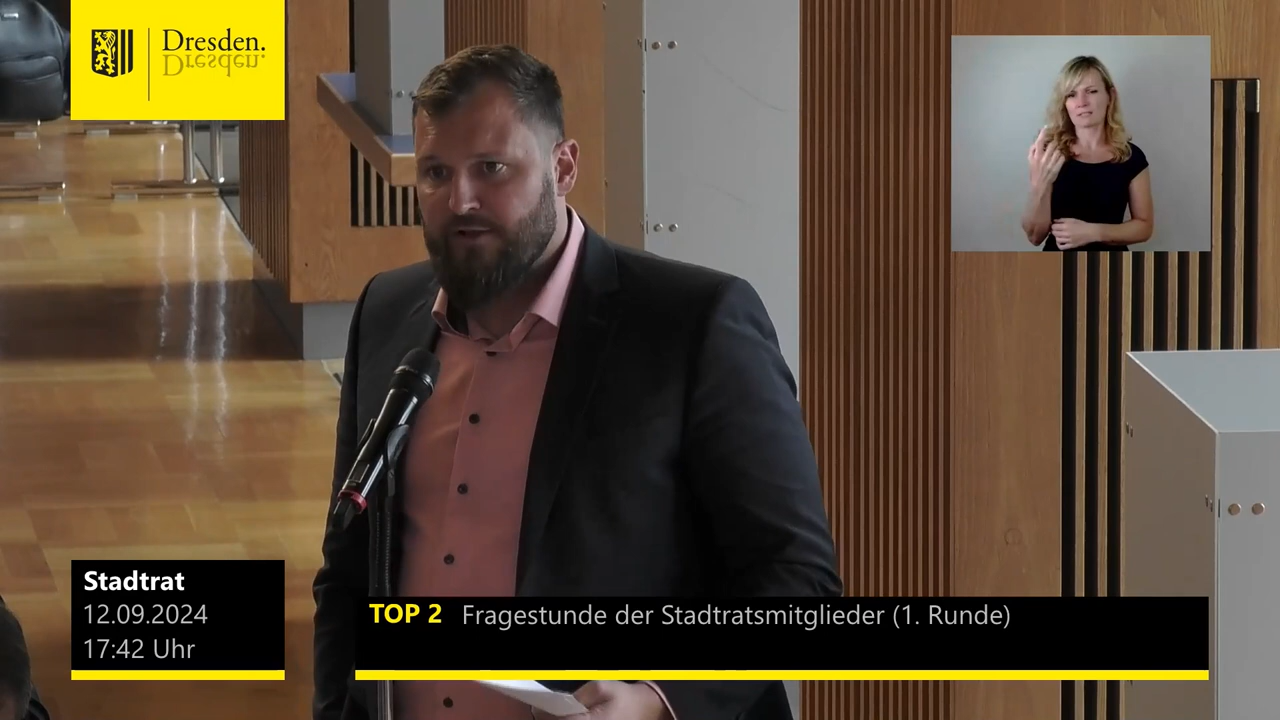 Dresden.
Dresden.
Stadtrat
12.09.2024
17:42 Uhr
TOP 2 Fragestunde der Stadtratsmitglieder (1. Runde)